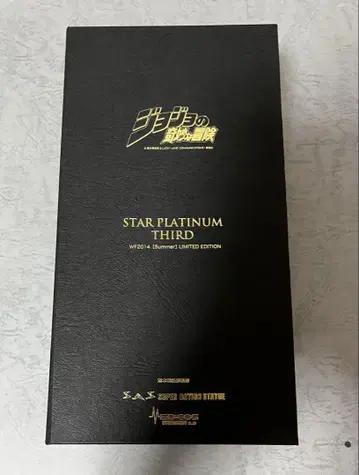 ジョジョの
奇妙な冒険
STAR PLATINUM
THIRD
WF2014 [Summer] LIMITED EDITION
S.A.S SUPER ACTION STATUE
MEDICOS